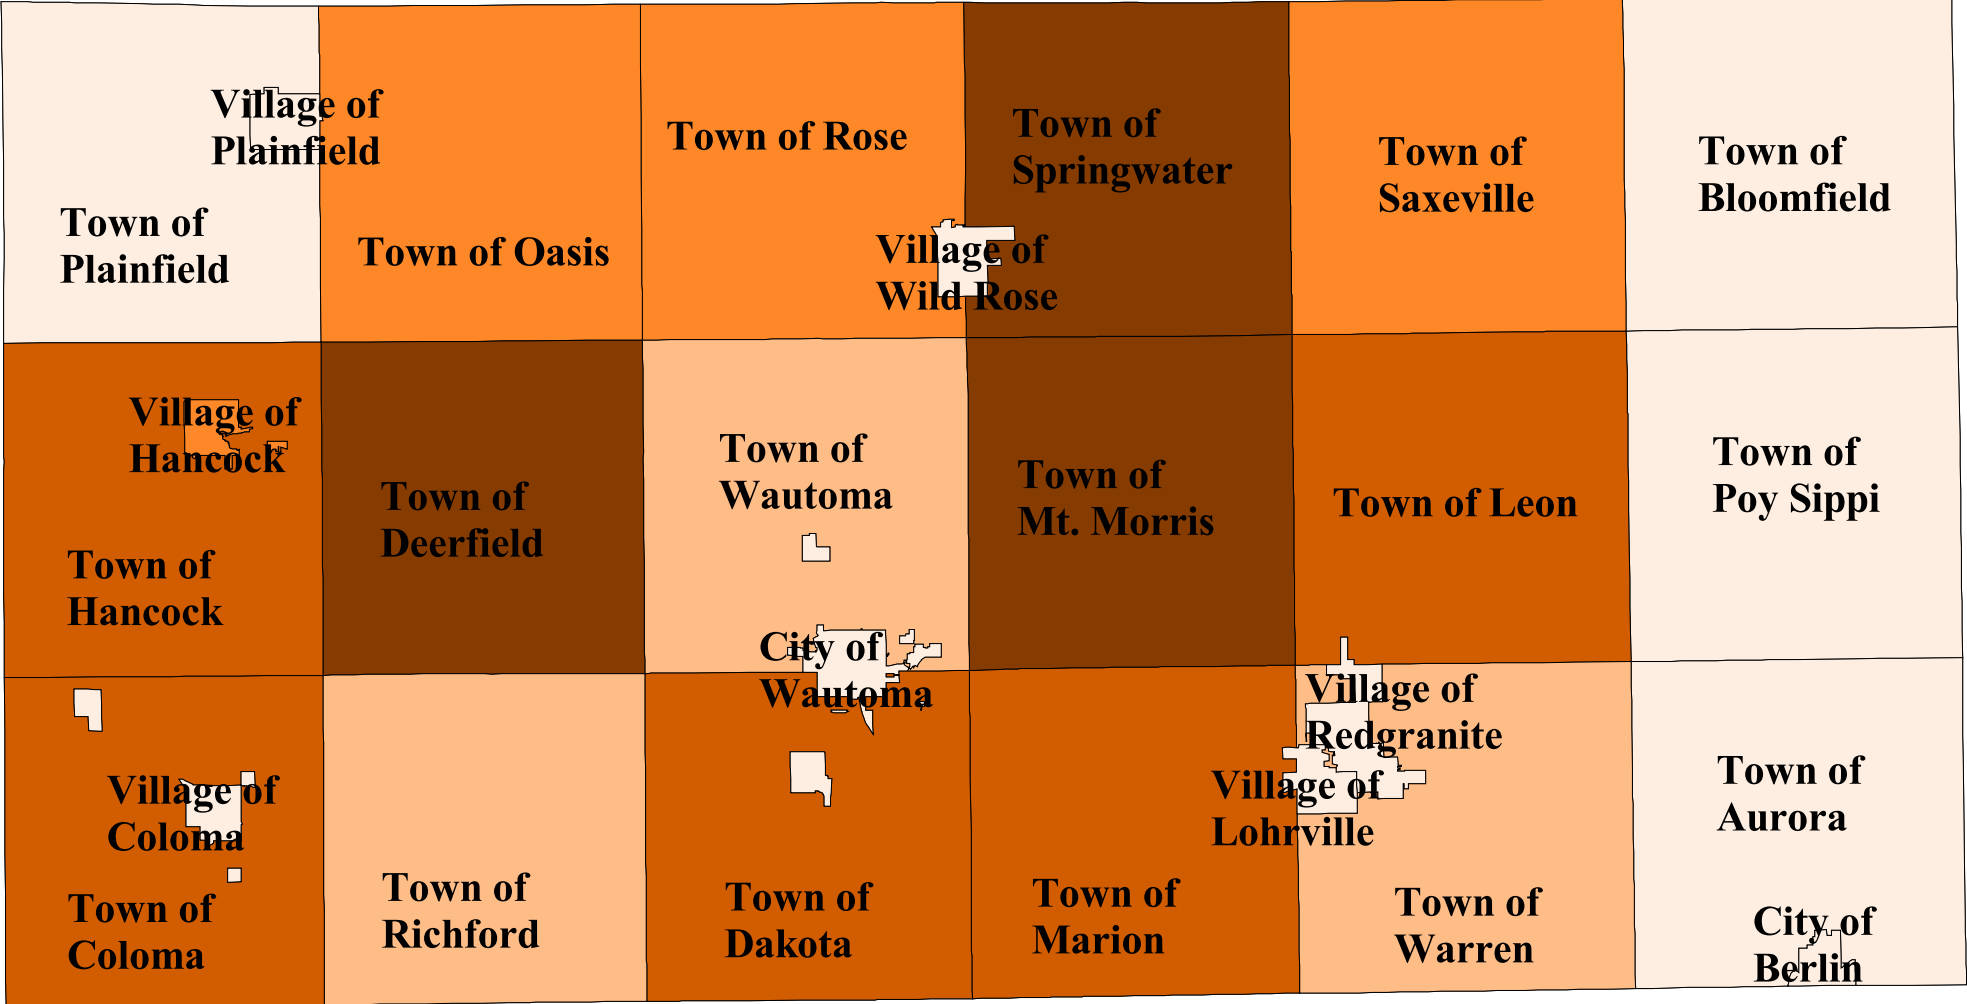 Village of
Plainfield
Town of
Plainfield
Town of Oasis
Town of Rose
Town of
Springwater
Village of
Wild Rose
Town of
Saxeville
Town of
Bloomfield
Village of
Hancock
Town of
Hancock
Town of
Deerfield
Town of
Wautoma
City of
Wautoma
Town of
Mt. Morris
Town of Leon
Town of
Poy Sippi
Village of
Coloma
Town of
Coloma
Town of
Richford
Town of
Dakota
Town of
Marion
Village of
Redgranite
Village of
Lohrville
Town of
Warren
Town of
Aurora
City of
Berlin